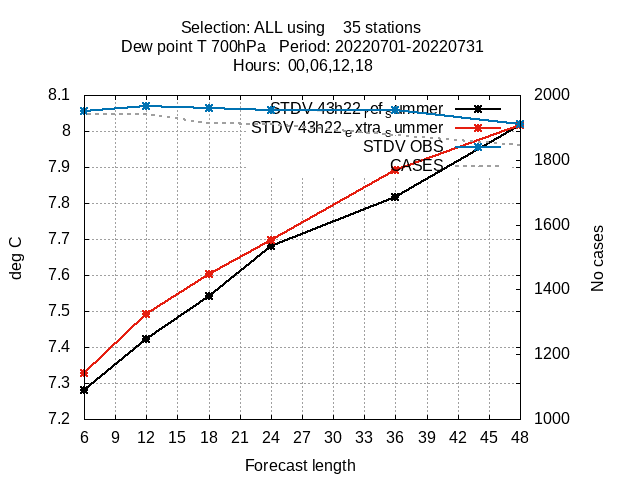 Selection: ALL using    35 stations
Dew point T 700hPa   Period: 20220701-20220731
Hours:  00,06,12,18
8.1
8
7.9
7.8
7.7
7.6
7.5
7.4
7.3
7.2
deg C
STDV 43h22_ref_summer
STDV 43h22_extra_summer
STDV OBS
CASES
2000
1800
1600
1400
1200
1000
No cases
6 9 12 15 18 21 24 27 30 33 36 39 42 45 48
Forecast length